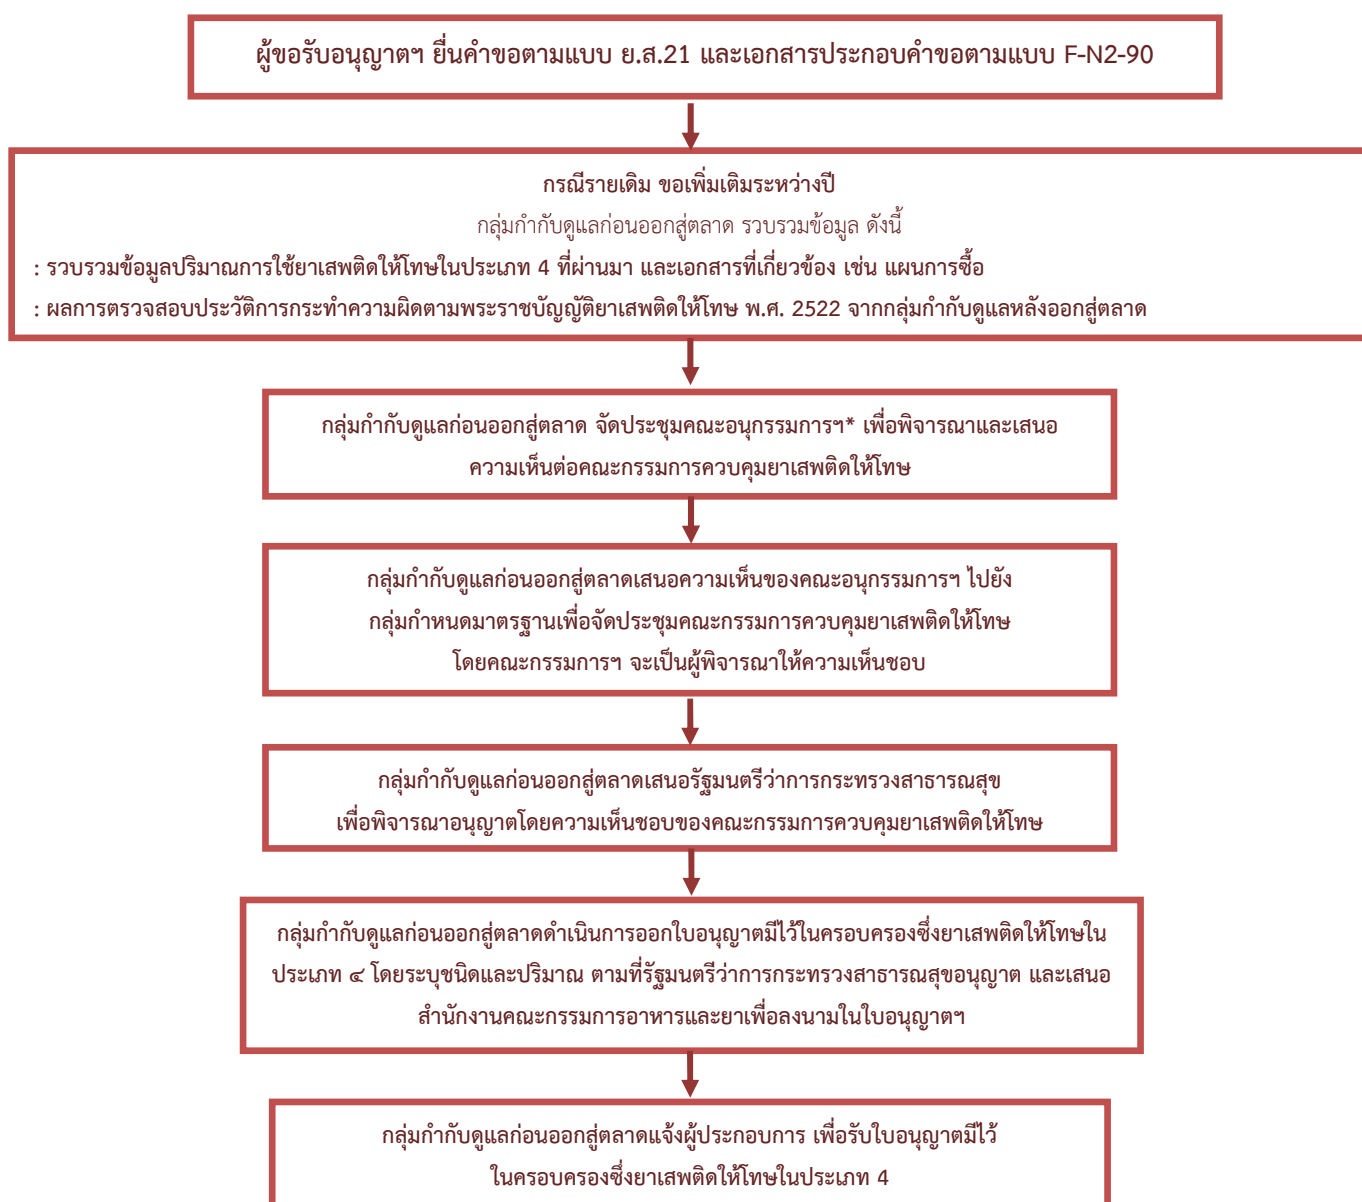 ผู้ขอรับอนุญาตฯ ยื่นคำขอตามแบบ ย.ส.21 และเอกสารประกอบคำขอตามแบบ F-N2-90
กรณีรายเดิม ขอเพิ่มเติมระหว่างปี
กลุ่มกำกับดูแลก่อนออกสู่ตลาด รวบรวมข้อมูล ดังนี้
: รวบรวมข้อมูลปริมาณการใช้ยาเสพติดให้โทษในประเภท 4 ที่ผ่านมา และเอกสารที่เกี่ยวข้อง เช่น แผนการซื้อ
: ผลการตรวจสอบประวัติการกระทำความผิดตามพระราชบัญญัติยาเสพติดให้โทษ พ.ศ. 2522 จากกลุ่มกำกับดูแลหลังออกสู่ตลาด
กลุ่มกำกับดูแลก่อนออกสู่ตลาด จัดประชุมคณะอนุกรรมการฯ* เพื่อพิจารณาและเสนอ
ความเห็นต่อคณะกรรมการควบคุมยาเสพติดให้โทษ
กลุ่มกำกับดูแลก่อนออกสู่ตลาดเสนอความเห็นของคณะอนุกรรมการฯ ไปยัง
กลุ่มกำหนดมาตรฐานเพื่อจัดประชุมคณะกรรมการควบคุมยาเสพติดให้โทษ
โดยคณะกรรมการฯ จะเป็นผู้พิจารณาให้ความเห็นชอบ
กลุ่มกำกับดูแลก่อนออกสู่ตลาดเสนอรัฐมนตรีว่าการกระทรวงสาธารณสุข
เพื่อพิจารณาอนุญาตโดยความเห็นชอบของคณะกรรมการควบคุมยาเสพติดให้โทษ
กลุ่มกำกับดูแลก่อนออกสู่ตลาดดำเนินการออกใบอนุญาตมีไว้ในครอบครองซึ่งยาเสพติดให้โทษใน
ประเภท ๔ โดยระบุชนิดและปริมาณ ตามที่รัฐมนตรีว่าการกระทรวงสาธารณสุขอนุญาต และเสนอ
สำนักงานคณะกรรมการอาหารและยาเพื่อลงนามในใบอนุญาตฯ
กลุ่มกำกับดูแลก่อนออกสู่ตลาดแจ้งผู้ประกอบการ เพื่อรับใบอนุญาตมีไว้
ในครอบครองซึ่งยาเสพติดให้โทษในประเภท 4